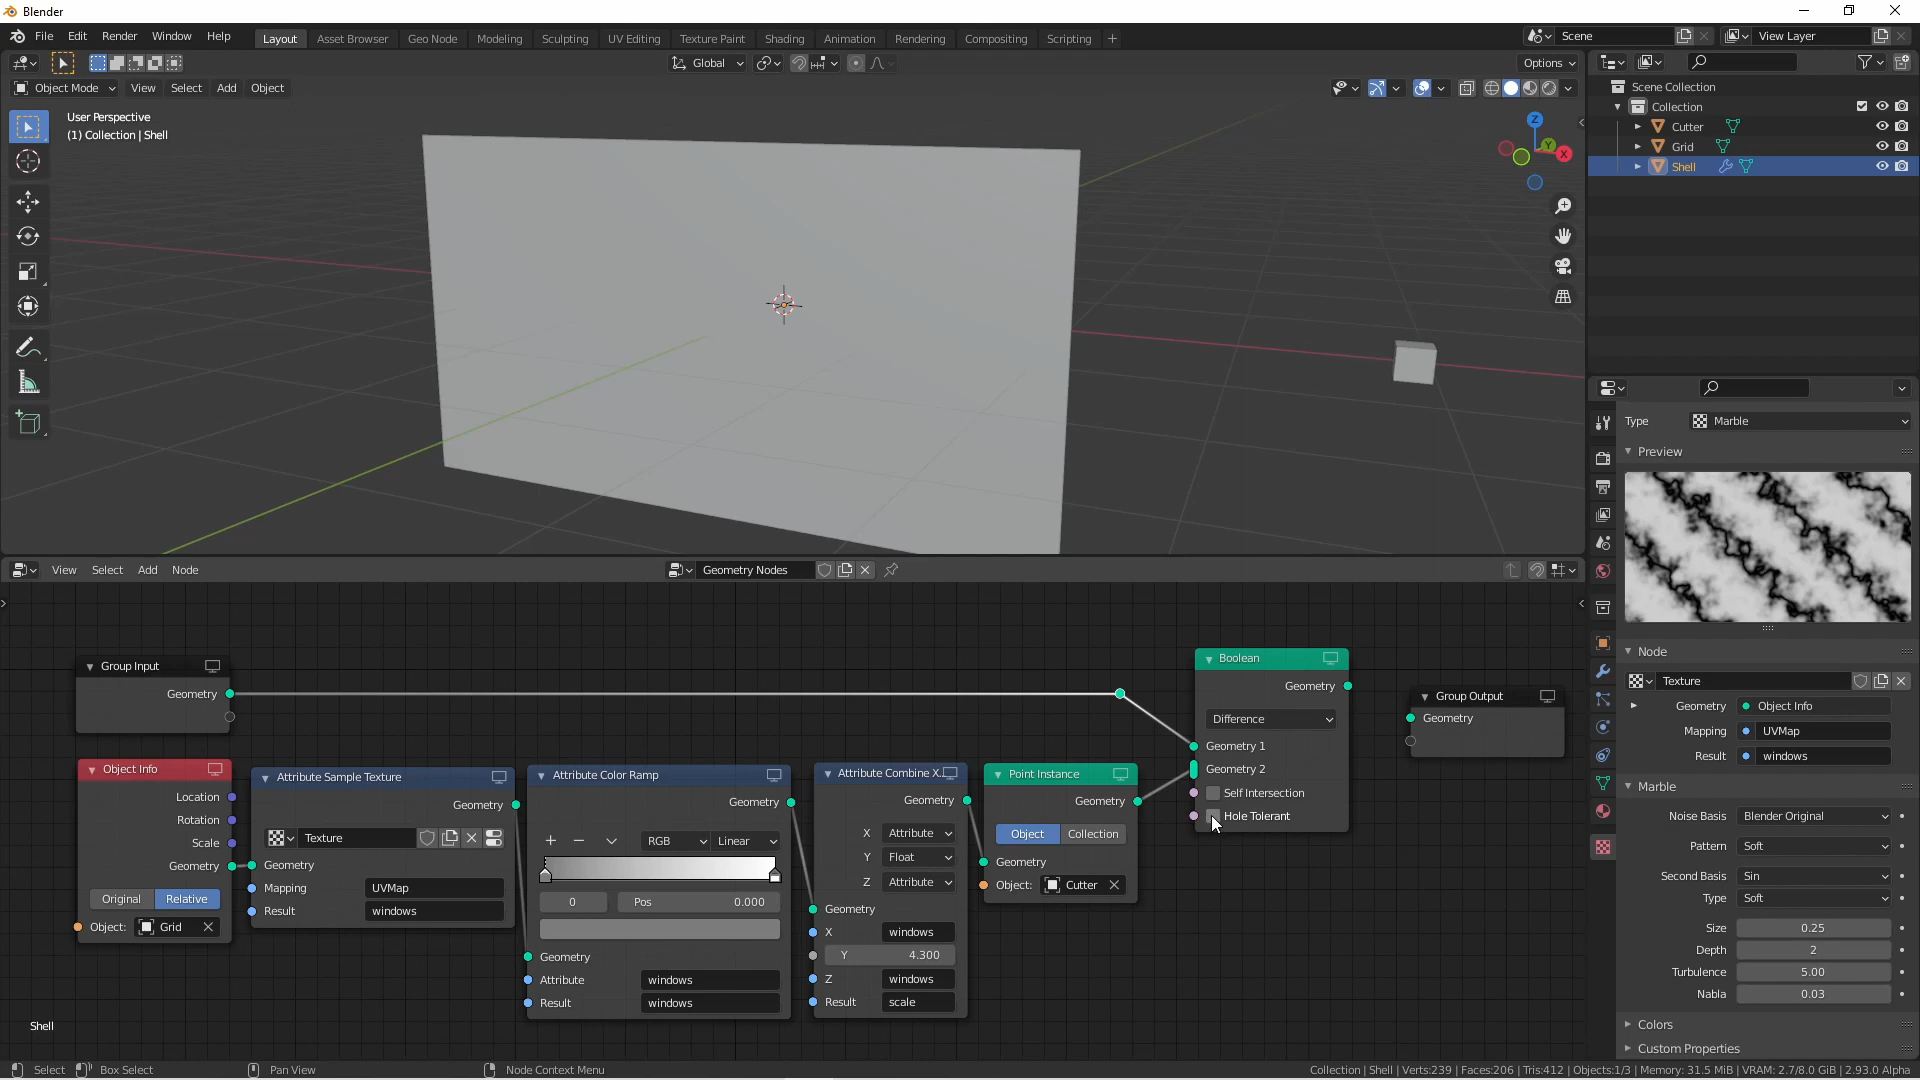 Blender
File Edit Render Window Help
Layout Asset Browser Geo Node Modeling Sculpting UV Editing Texture Paint Shading Animation Rendering Compositing Scripting +
Scene
View Layer
Global
Options
Object Mode View Select Add Object
User Perspective
(1) Collection | Shell
Z
Y
X
Scene Collection
Collection
Cutter
Grid
Shell
Type Marble
Preview
Node
Texture
Geometry Object Info
Mapping UVMap
Result windows
Marble
Noise Basis Blender Original
Pattern Soft
Second Basis Sin
Type Soft
Size 0.25
Depth 2
Turbulence 5.00
Nabla 0.03
Colors
Custom Properties
View Select Add Node
Geometry Nodes
Group Input
Geometry
Object Info
Location
Rotation
Scale
Geometry
Original Relative
Object: Grid
Attribute Sample Texture
Geometry
Texture
Geometry
Mapping UVMap
Result windows
Attribute Color Ramp
Geometry
RGB Linear
0 Pos 0.000
Geometry
Attribute windows
Result windows
Attribute Combine X...
Geometry
X Attribute
Y Float
Z Attribute
Geometry
X windows
Y 4.300
Z windows
Result scale
Point Instance
Geometry
Object Collection
Geometry
Object: Cutter
Boolean
Geometry
Difference
Geometry 1
Geometry 2
Self Intersection
Hole Tolerant
Group Output
Geometry
Shell
Select Box Select Pan View Node Context Menu
Collection | Shell | Verts:239 | Faces:206 | Tris:412 | Objects:1/3 | Memory: 31.5 MiB | VRAM: 2.7/8.0 GiB | 2.93.0 Alpha